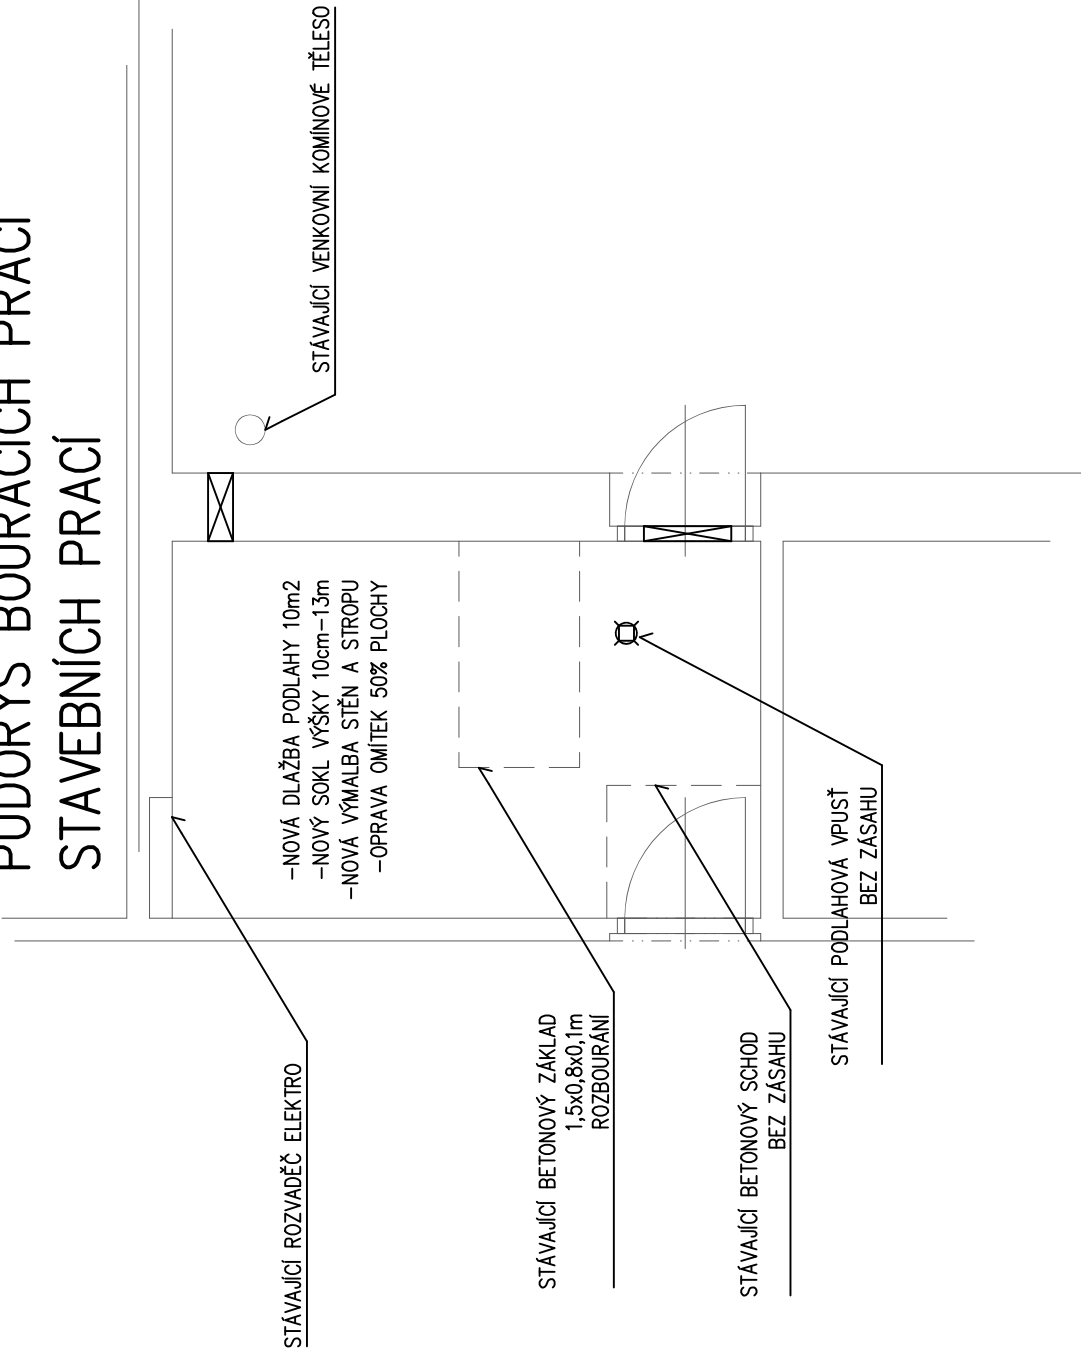 PŮDORYS BOURACÍCH PRACÍ
STAVEBNÍCH PRACÍ
STÁVAJÍCÍ VENKOVNÍ KOMÍNOVÉ TĚLESO
-NOVÁ DLAŽBA PODLAHY 10m2
-NOVÝ SOKL VÝŠKY 10cm-13m
-NOVÁ VÝMALBA STĚN A STROPU
-OPRAVA OMÍTEK 50% PLOCHY
STÁVAJÍCÍ ROZVADĚČ ELEKTRO
STÁVAJÍCÍ BETONOVÝ ZÁKLAD
1,5x0,8x0,1m
ROZBOURÁNÍ
STÁVAJÍCÍ BETONOVÝ SCHOD
BEZ ZÁSAHU
STÁVAJÍCÍ PODLAHOVÁ VPUSŤ
BEZ ZÁSAHU